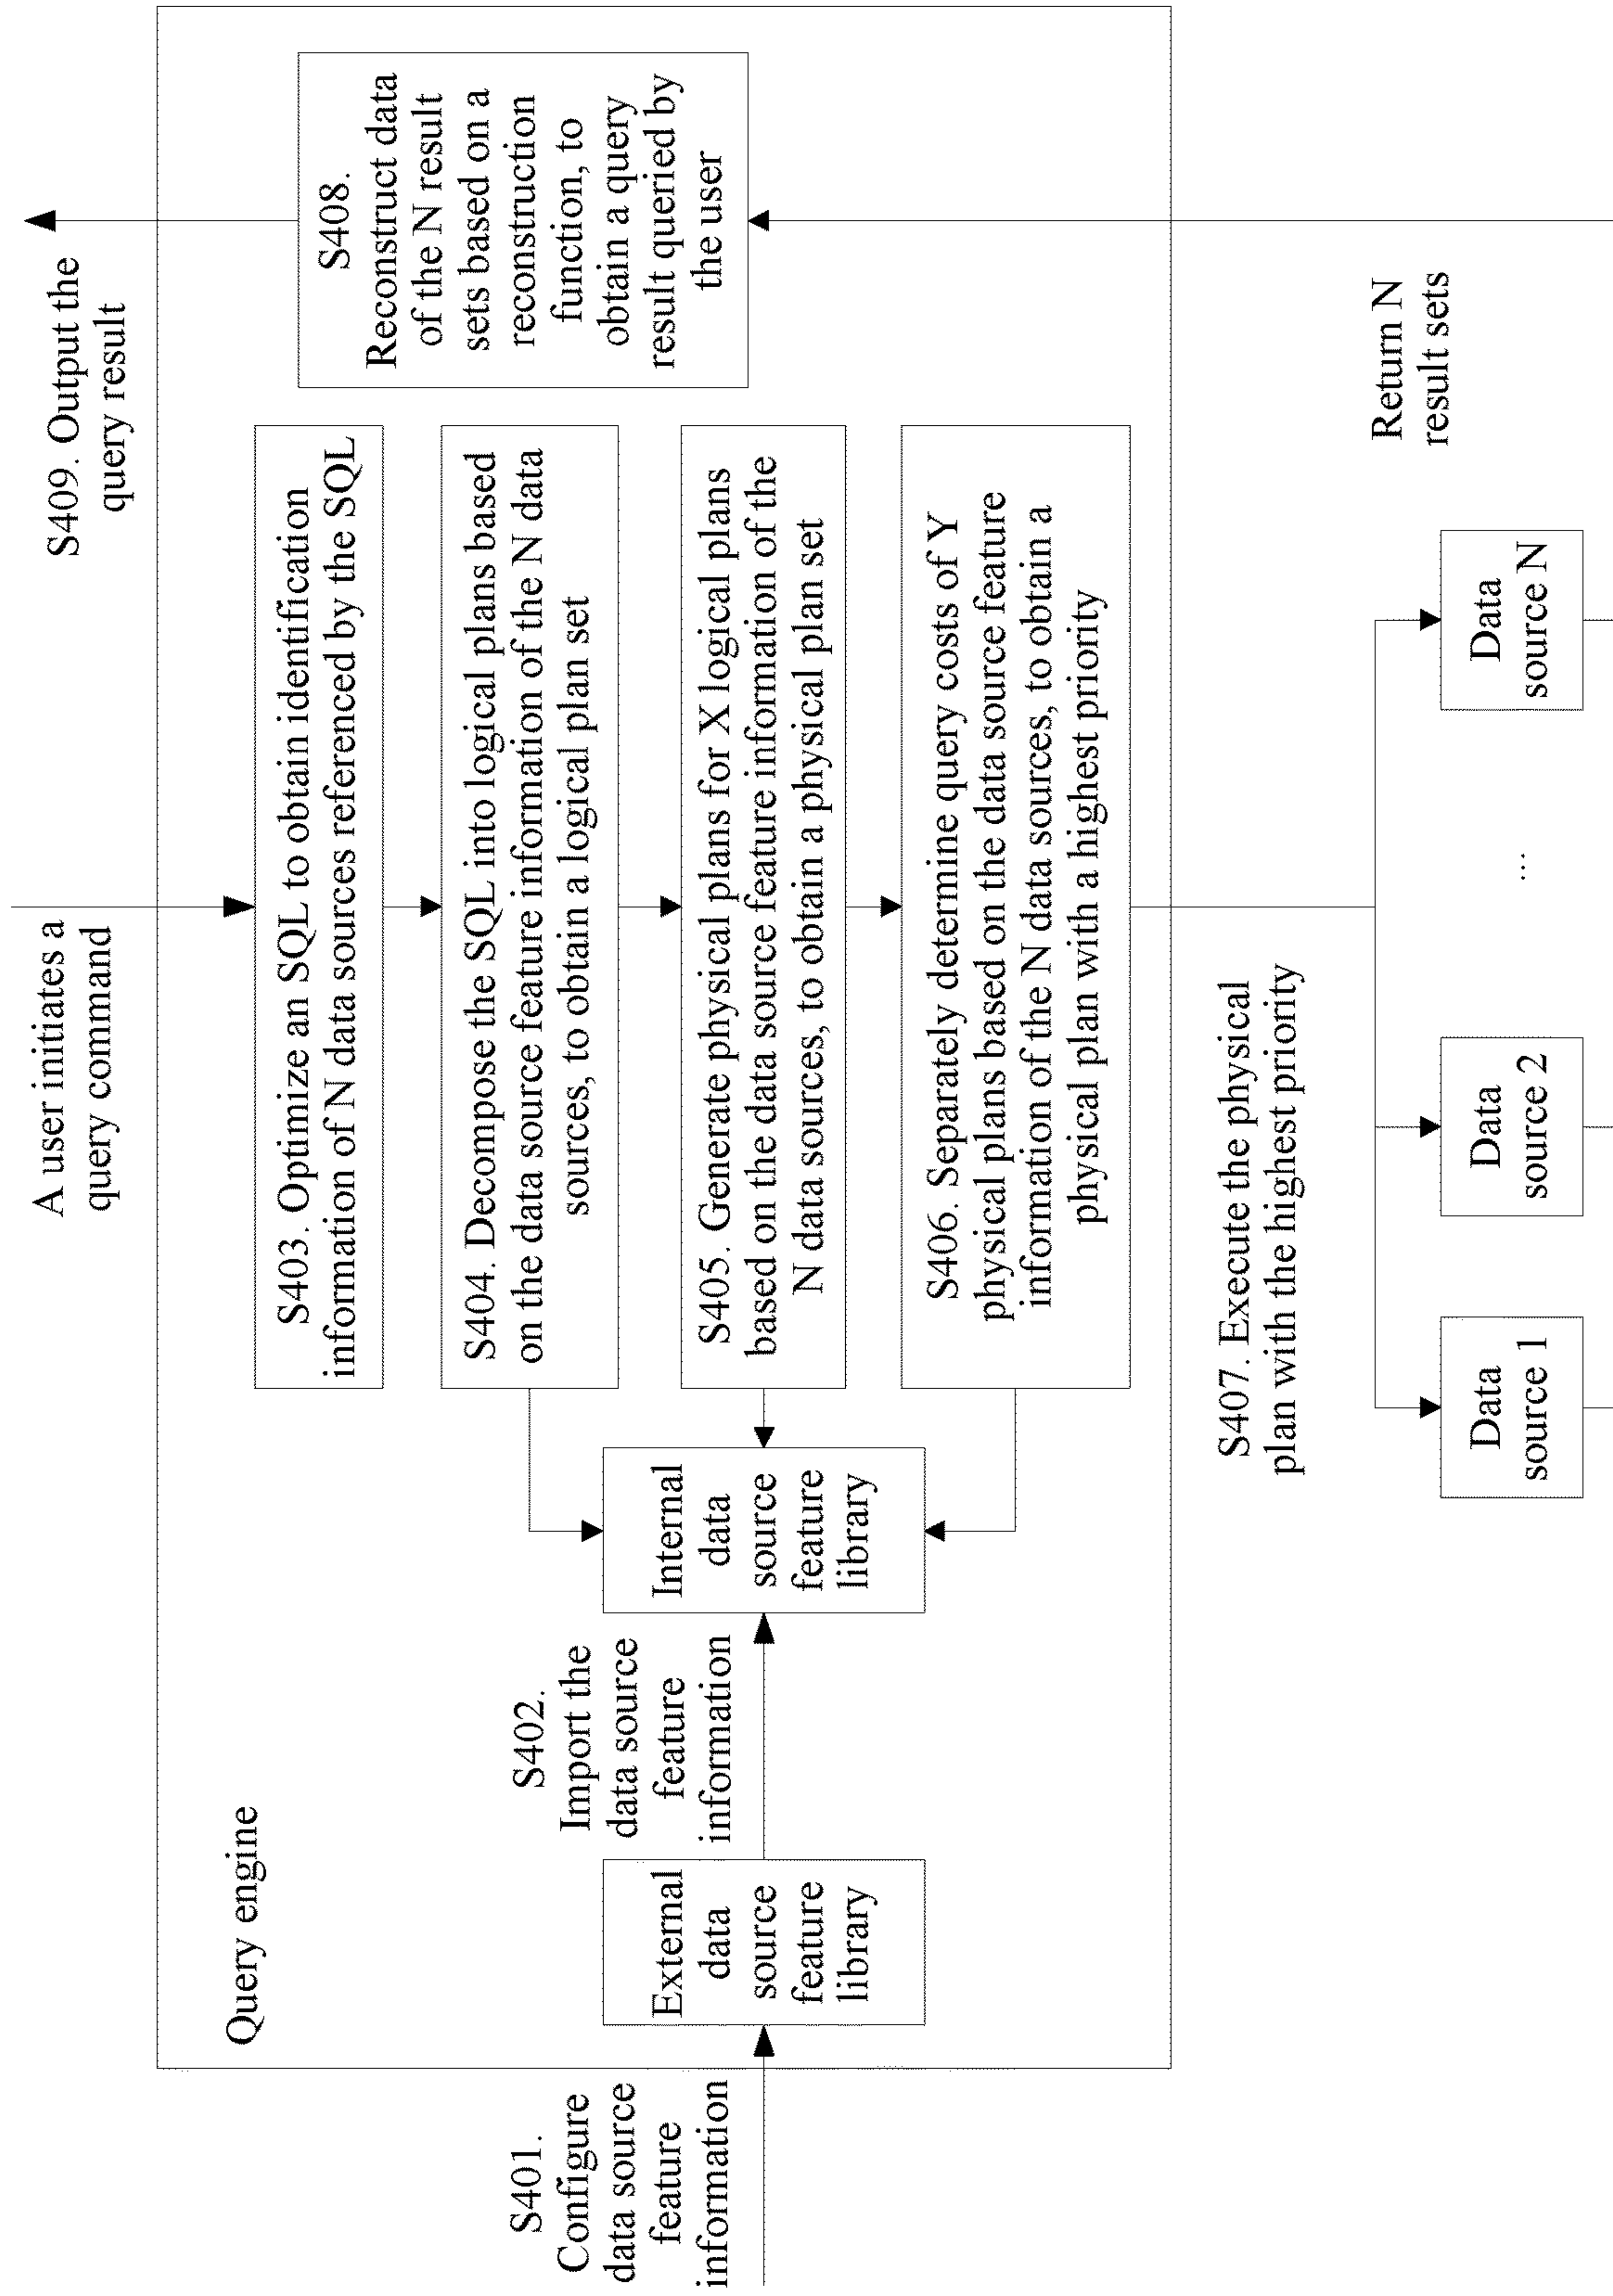 A user initiates a
query command
S409. Output the
query result
Query engine
S401.
Configure
data source
feature
information
External
data
source
feature
library
S402.
Import the
data source
feature
information
Internal
data
source
feature
library
S403. Optimize an SQL to obtain identification
information of N data sources referenced by the SQL
S404. Decompose the SQL into logical plans based
on the data source feature information of the N data
sources, to obtain a logical plan set
S405. Generate physical plans for X logical plans
based on the data source feature information of the
N data sources, to obtain a physical plan set
S406. Separately determine query costs of Y
physical plans based on the data source feature
information of the N data sources, to obtain a
physical plan with a highest priority
S408.
Reconstruct data
of the N result
sets based on a
reconstruction
function, to
obtain a query
result queried by
the user
S407. Execute the physical
plan with the highest priority
Return N
result sets
Data
source 1
Data
source 2
...
Data
source N